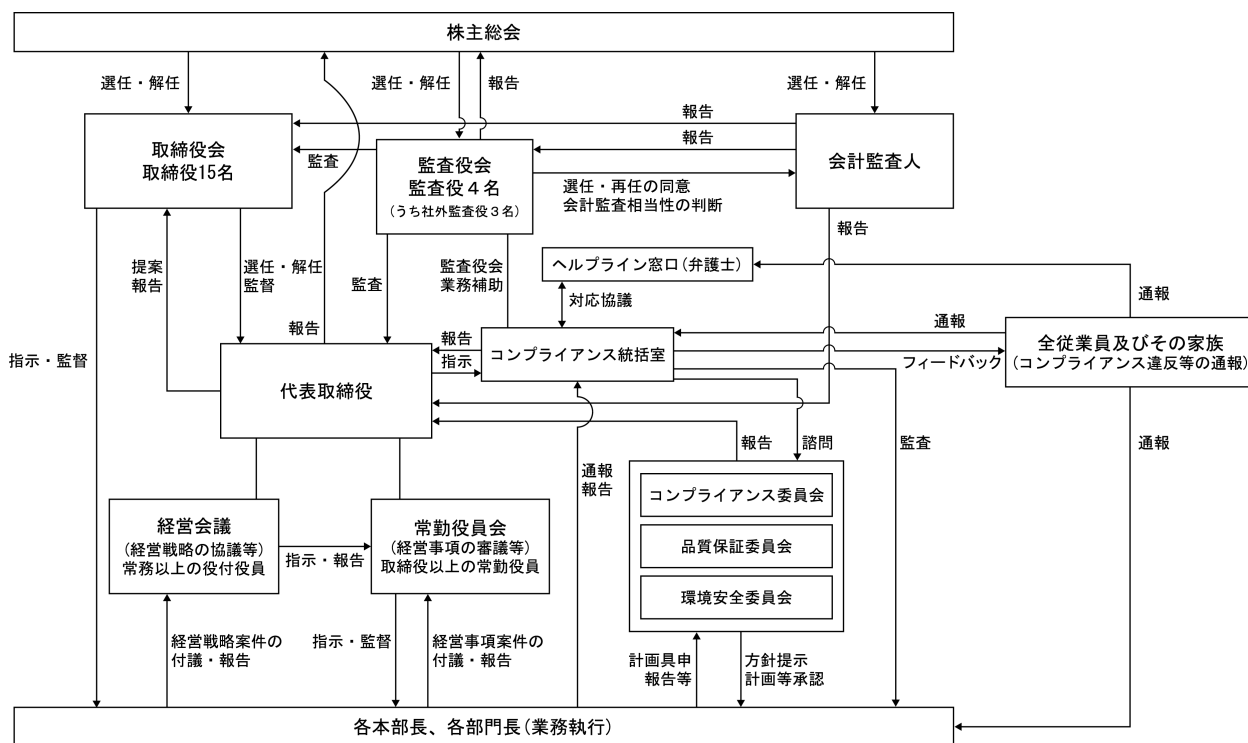 株主総会
選任・解任
選任・解任
報告
選任・解任
取締役会
取締役15名
監査
監査役会
監査役４名
（うち社外監査役３名）
報告
報告
選任・再任の同意
会計監査相当性の判断
会計監査人
報告
提案
報告
選任・解任
監督
報告
監査
監査役会
業務補助
ヘルプライン窓口（弁護士）
対応協議
通報
指示・監督
報告
指示
コンプライアンス統括室
通報
フィードバック
全従業員及びその家族
（コンプライアンス違反等の通報）
代表取締役
通報
報告
報告
諮問
監査
通報
経営会議
（経営戦略の協議等）
常務以上の役付役員
指示・報告
常勤役員会
（経営事項の審議等）
取締役以上の常勤役員
コンプライアンス委員会
品質保証委員会
環境安全委員会
経営戦略案件の
付議・報告
指示・監督
経営事項案件の
付議・報告
計画具申
報告等
方針提示
計画等承認
各本部長、各部門長（業務執行）